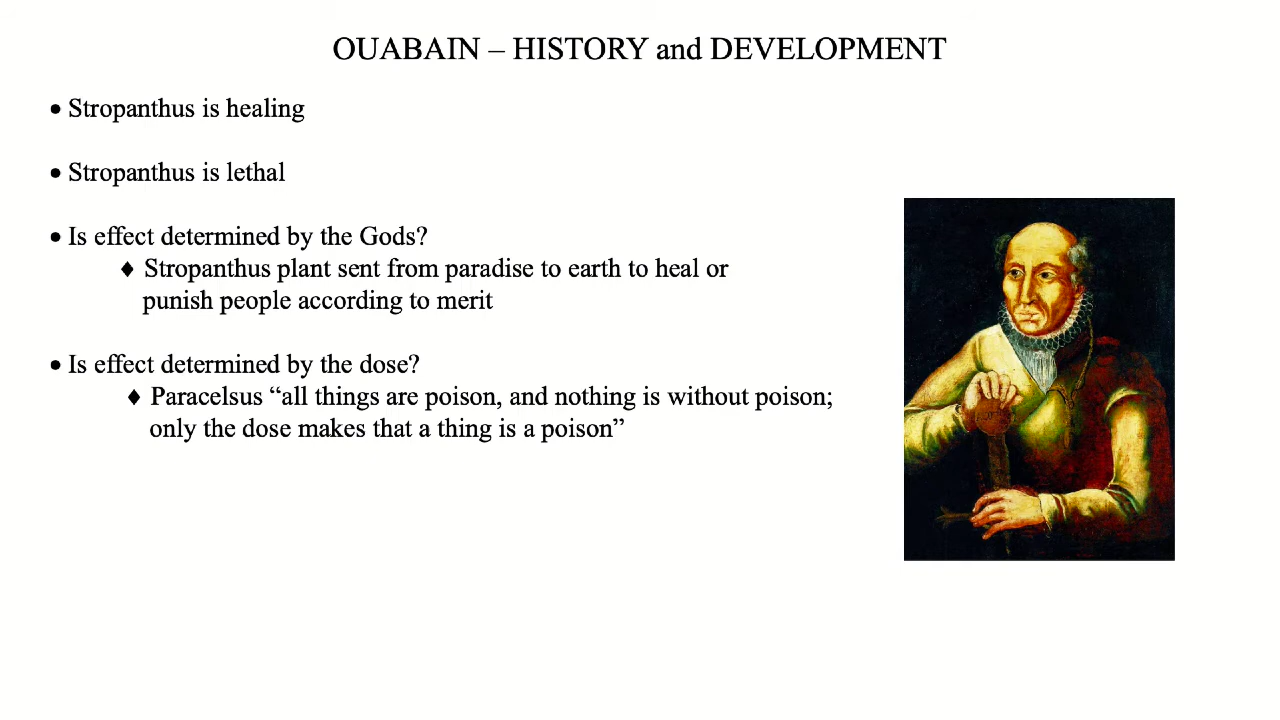 OUABAIN – HISTORY and DEVELOPMENT
• Stropanthus is healing
• Stropanthus is lethal
• Is effect determined by the Gods?
♦ Stropanthus plant sent from paradise to earth to heal or
punish people according to merit
• Is effect determined by the dose?
♦ Paracelsus “all things are poison, and nothing is without poison;
only the dose makes that a thing is a poison”